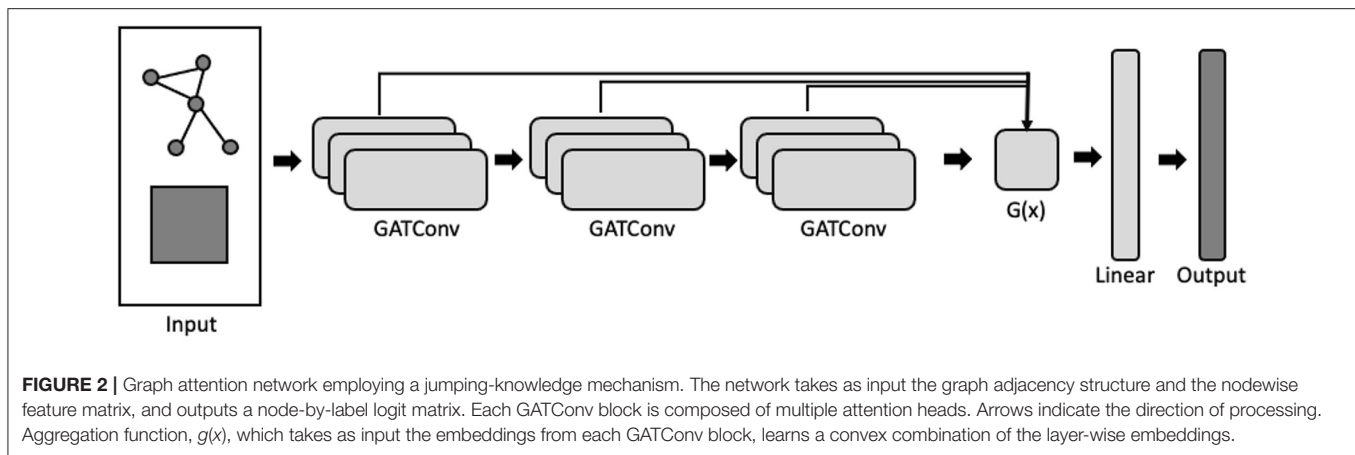 Input
GATConv
GATConv
GATConv
G(x)
Linear
Output
FIGURE 2 | Graph attention network employing a jumping-knowledge mechanism. The network takes as input the graph adjacency structure and the nodewise
feature matrix, and outputs a node-by-label logit matrix. Each GATConv block is composed of multiple attention heads. Arrows indicate the direction of processing.
Aggregation function, g(x), which takes as input the embeddings from each GATConv block, learns a convex combination of the layer-wise embeddings.